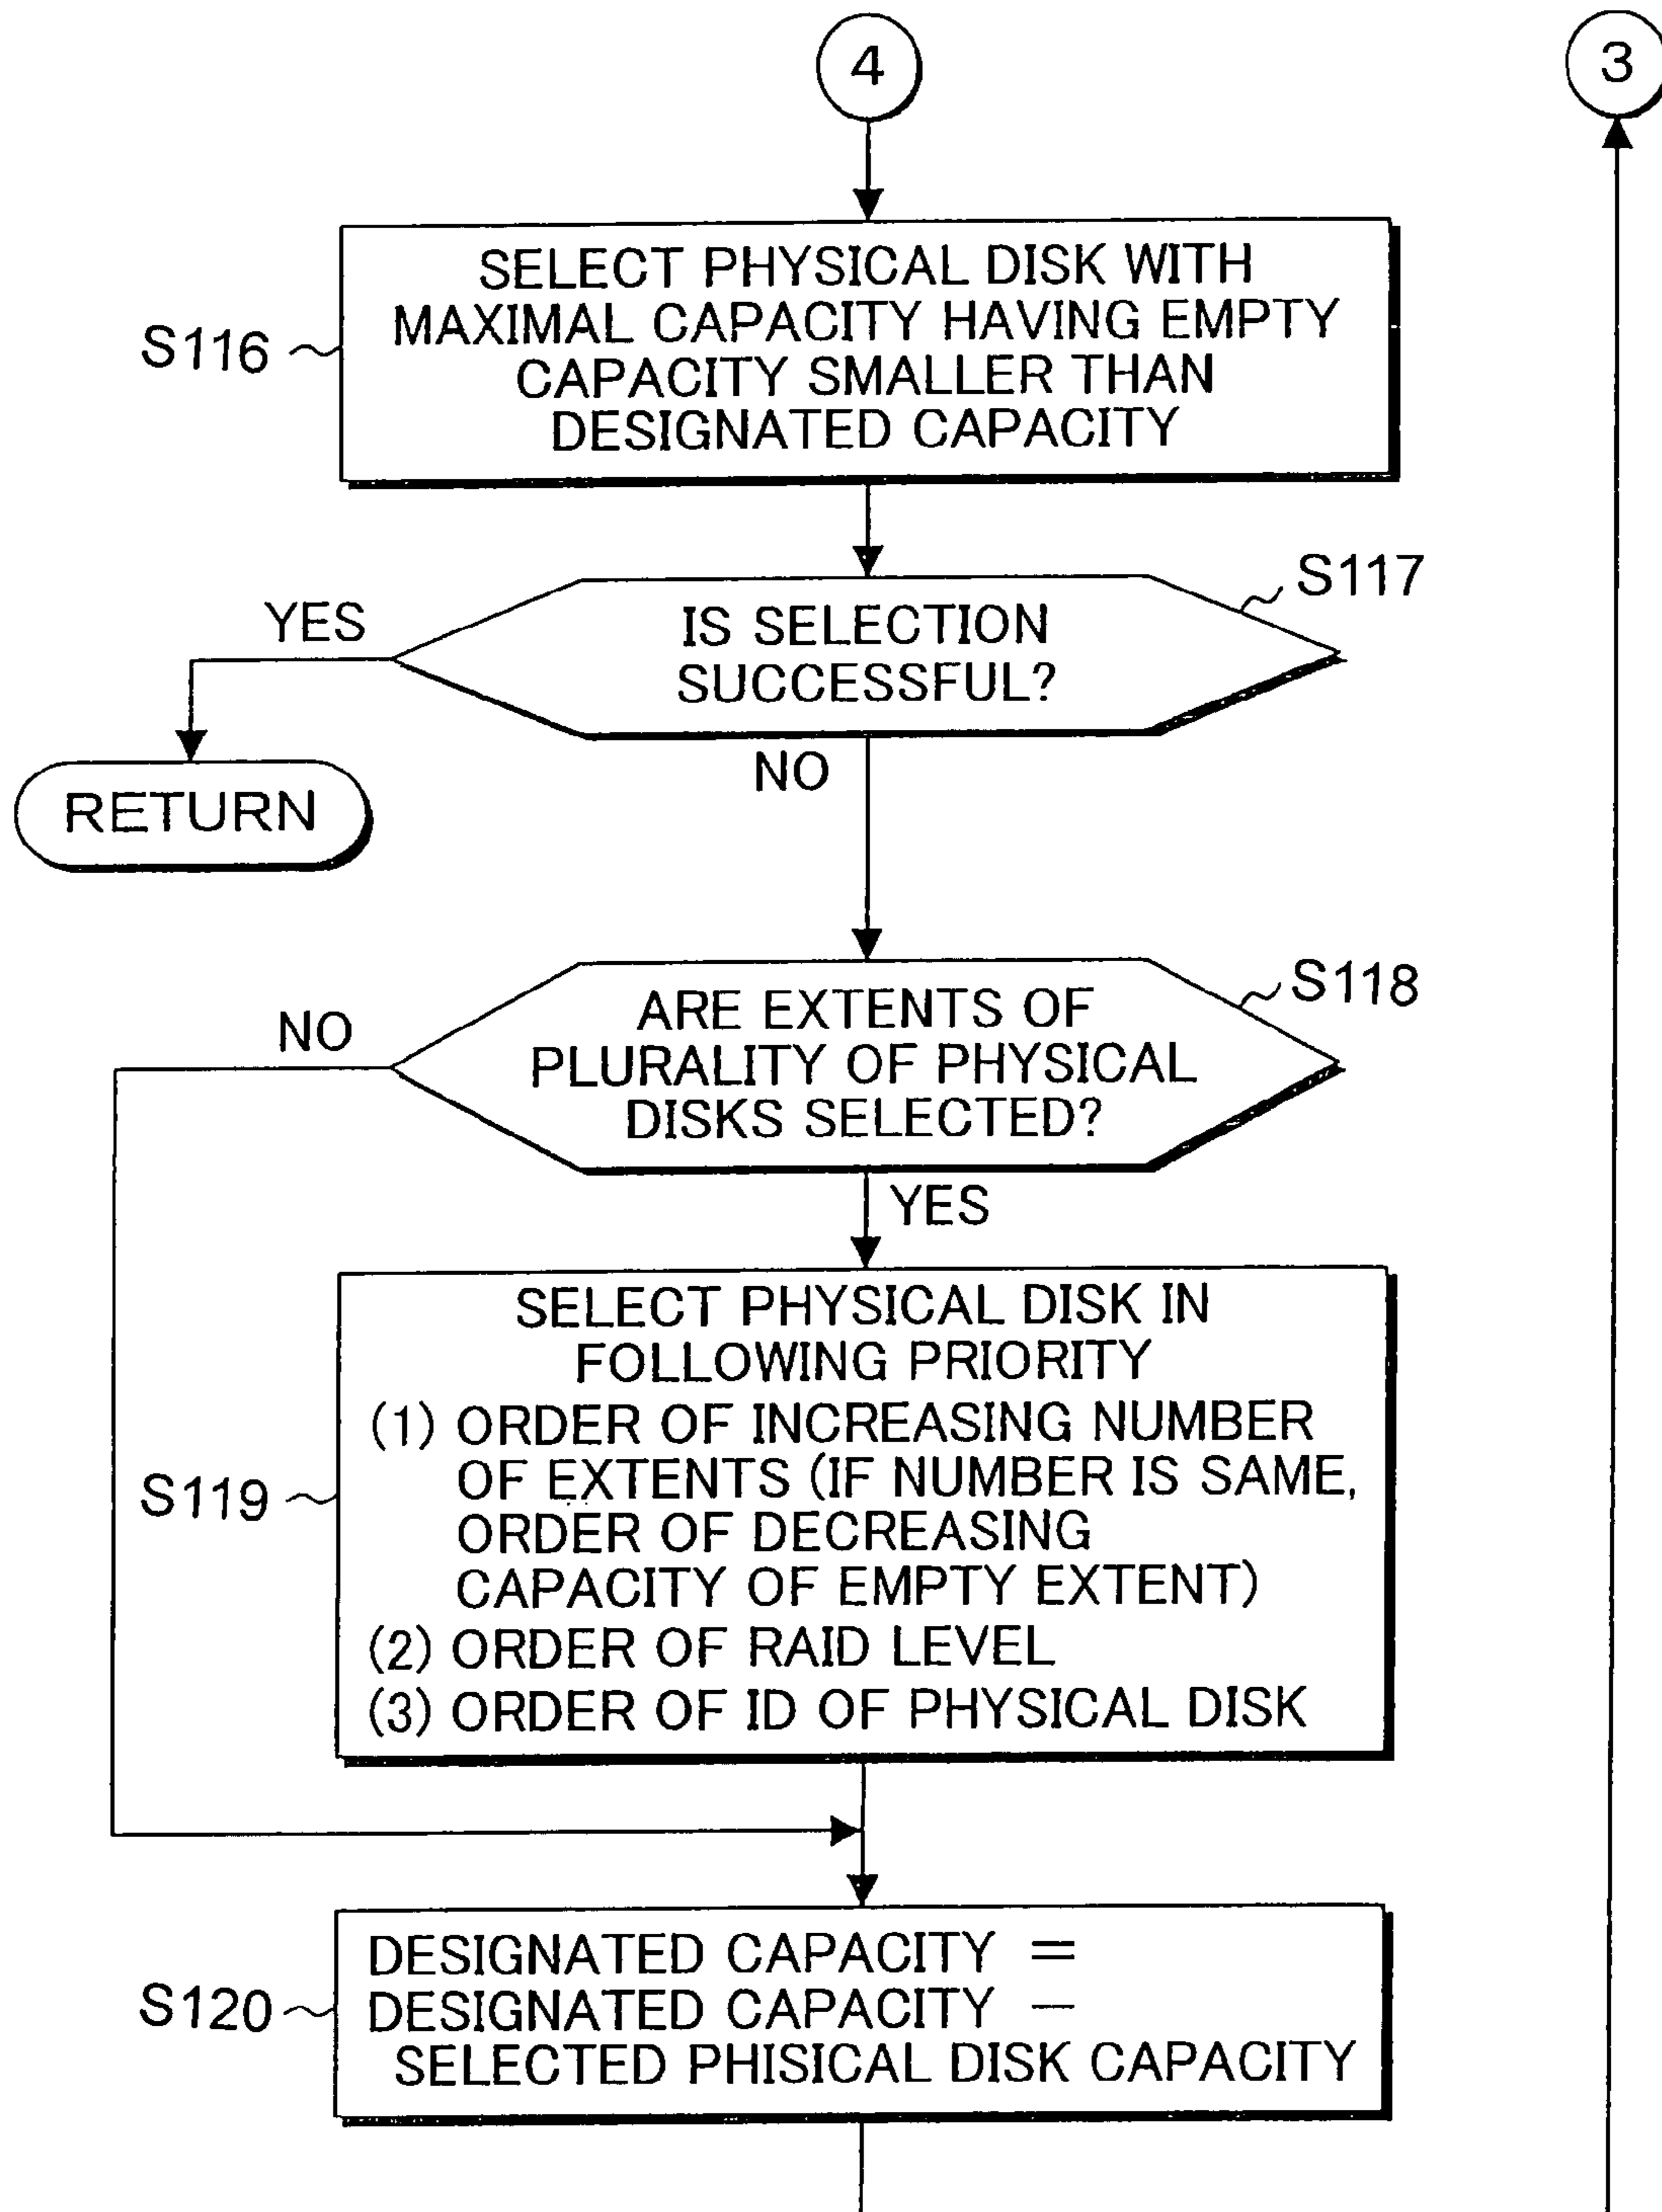 4
3
SELECT PHYSICAL DISK WITH
MAXIMAL CAPACITY HAVING EMPTY
CAPACITY SMALLER THAN
DESIGNATED CAPACITY
S116
S117
IS SELECTION
SUCCESSFUL?
YES
NO
RETURN
S118
ARE EXTENTS OF
PLURALITY OF PHYSICAL
DISKS SELECTED?
NO
YES
SELECT PHYSICAL DISK IN
FOLLOWING PRIORITY
(1) ORDER OF INCREASING NUMBER
OF EXTENTS (IF NUMBER IS SAME,
ORDER OF DECREASING
CAPACITY OF EMPTY EXTENT)
(2) ORDER OF RAID LEVEL
(3) ORDER OF ID OF PHYSICAL DISK
S119
DESIGNATED CAPACITY =
DESIGNATED CAPACITY −
SELECTED PHISICAL DISK CAPACITY
S120